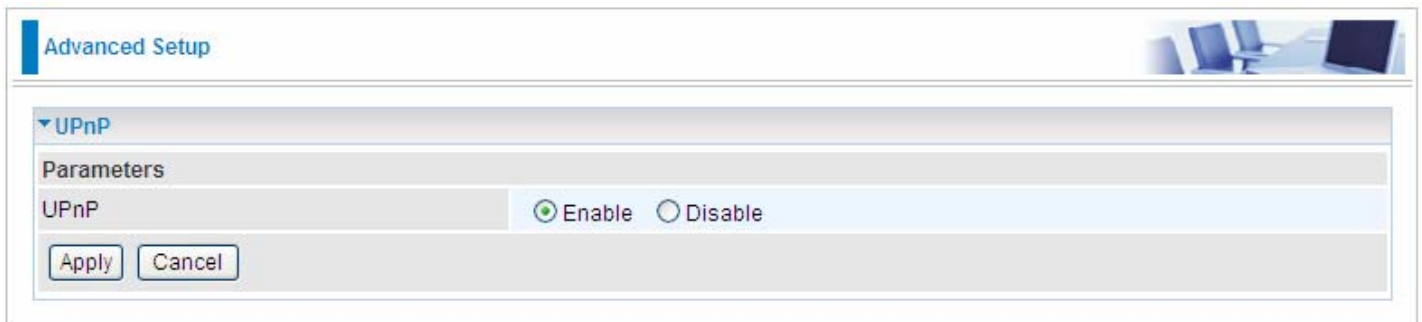 Advanced Setup
UPnP
Parameters
UPnP Enable Disable
Apply Cancel